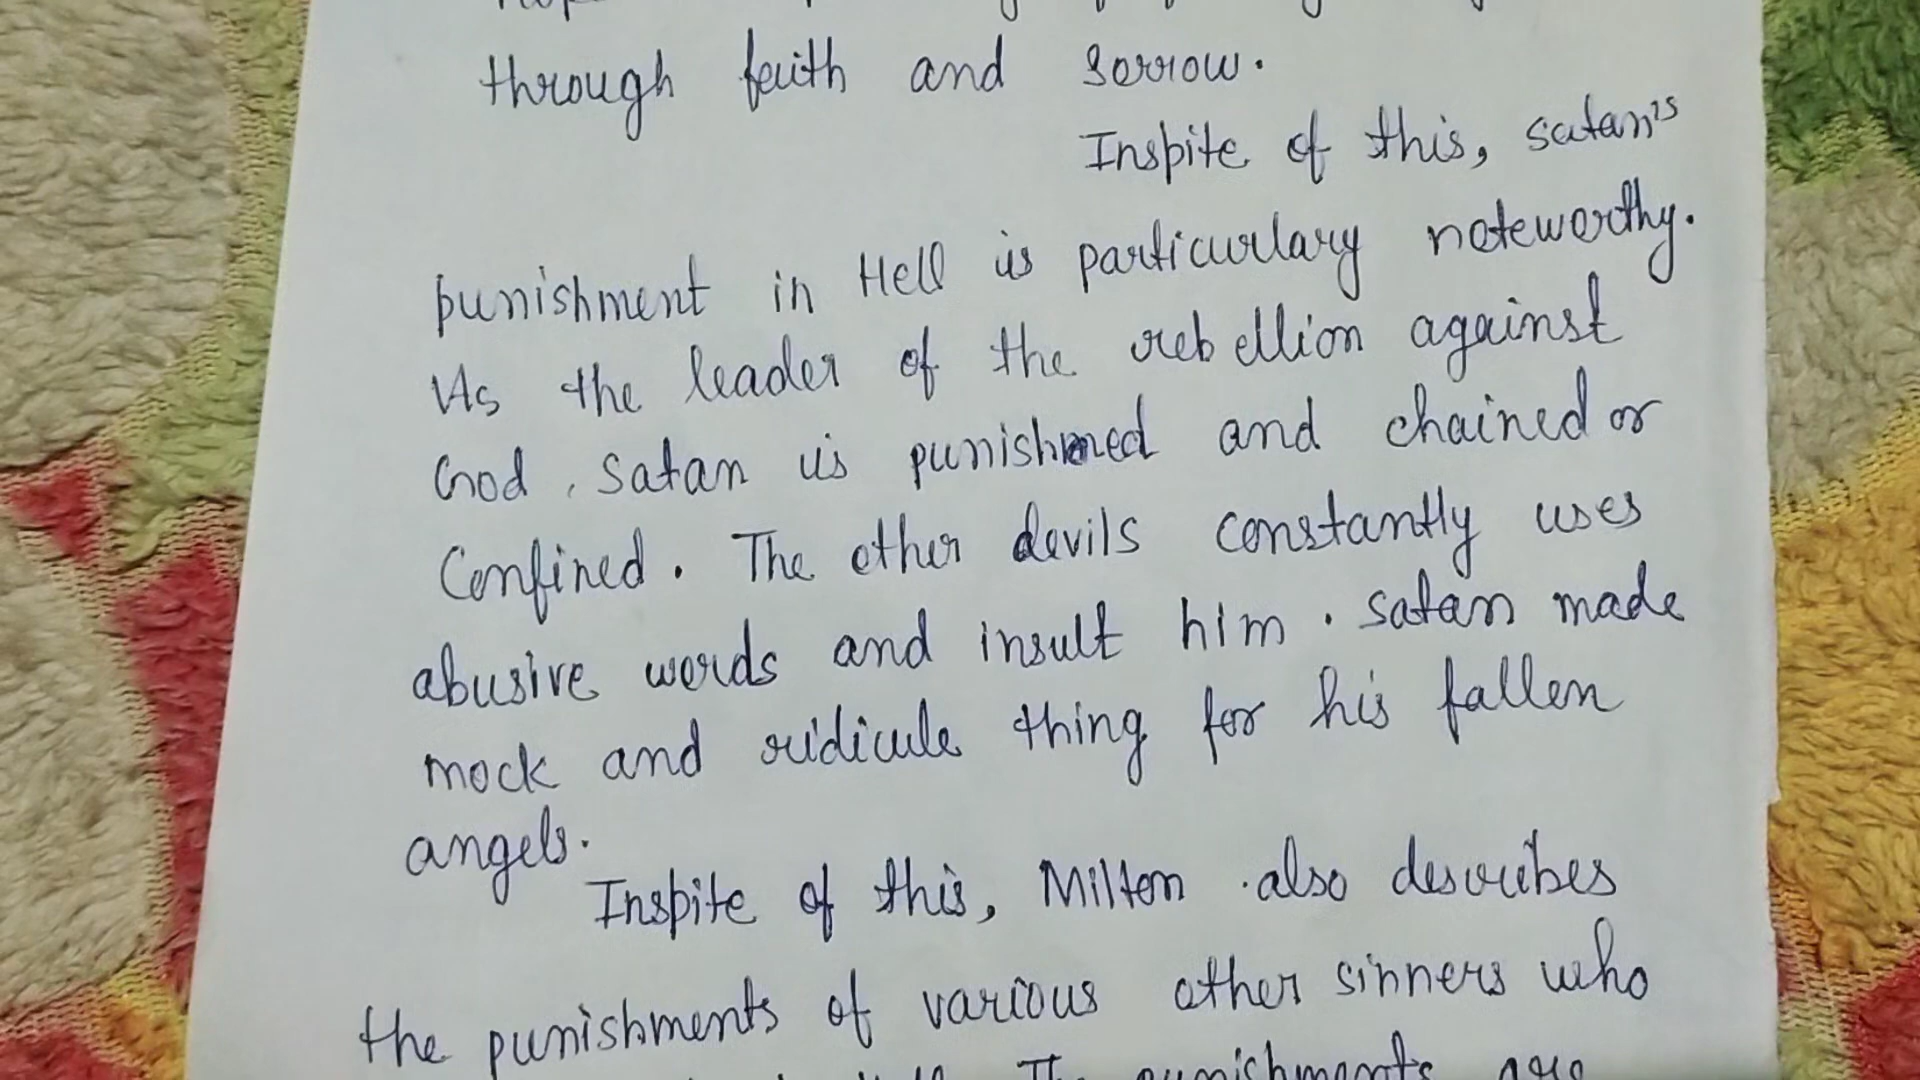 through faith and sorrow.
Inspite of this, satan's
punishment in Hell is particurlary noteworthy.
As the leader of the rebellion against
God, Satan is punishmed and chained or
Confined. The other devils constantly uses
abusive words and insult him. Satan made
mock and ridicule thing for his fallen
angels.
Inspite of this, Milton also describes
the punishments of various other sinners who
punishments are